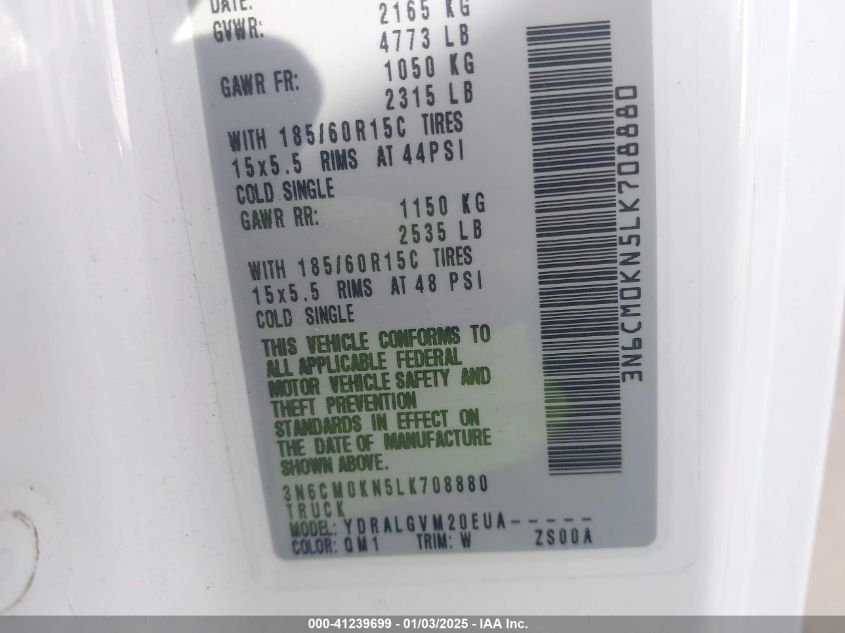 DATE: 2165 KG
GVWR: 4773 LB
GAWR FR: 1050 KG
2315 LB
WITH 185/60R15C TIRES
15x5.5 RIMS AT 44PSI
COLD SINGLE
GAWR RR: 1150 KG
2535 LB
WITH 185/60R15C TIRES
15x5.5 RIMS AT 48 PSI
COLD SINGLE
THIS VEHICLE CONFORMS TO
ALL APPLICABLE FEDERAL
MOTOR VEHICLE SAFETY AND
THEFT PREVENTION
STANDARDS IN EFFECT ON
THE DATE OF MANUFACTURE
SHOWN ABOVE.
3N6CM0KN5LK708880
TRUCK
MODEL: YDRALGVM20EUA-----
COLOR: QM1 TRIM: W ZS00A
3N6CM0KN5LK708880
000-41239699 - 01/03/2025 - IAA Inc.